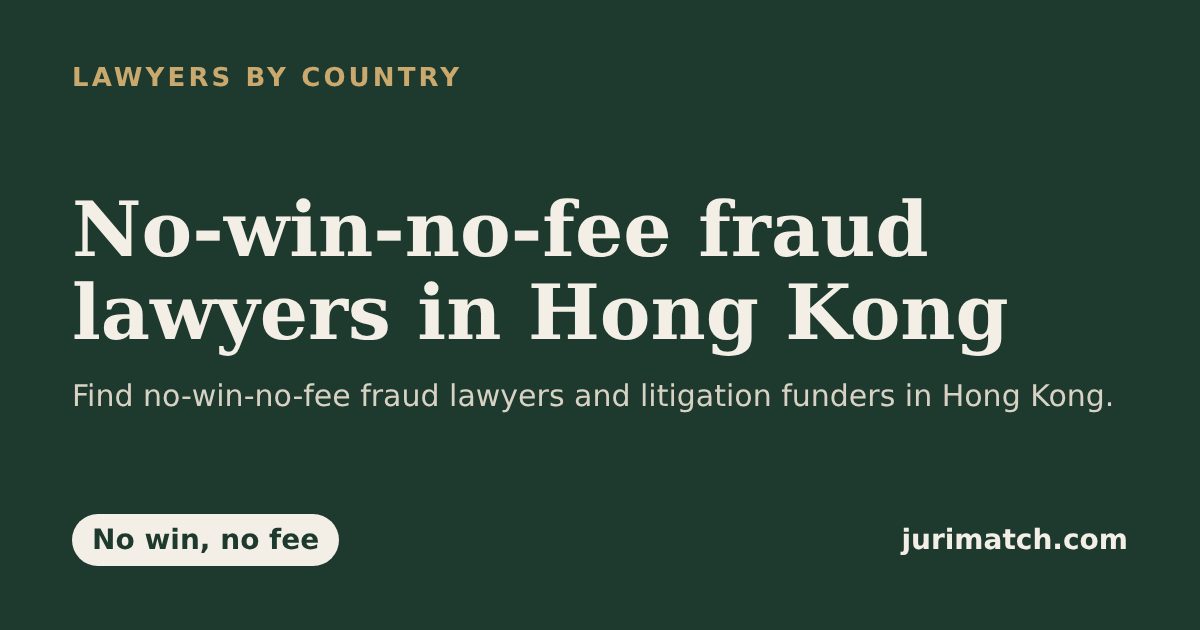 LAWYERS BY COUNTRY
No-win-no-fee fraud
lawyers in Hong Kong
Find no-win-no-fee fraud lawyers and litigation funders in Hong Kong.
No win, no fee
jurimatch.com